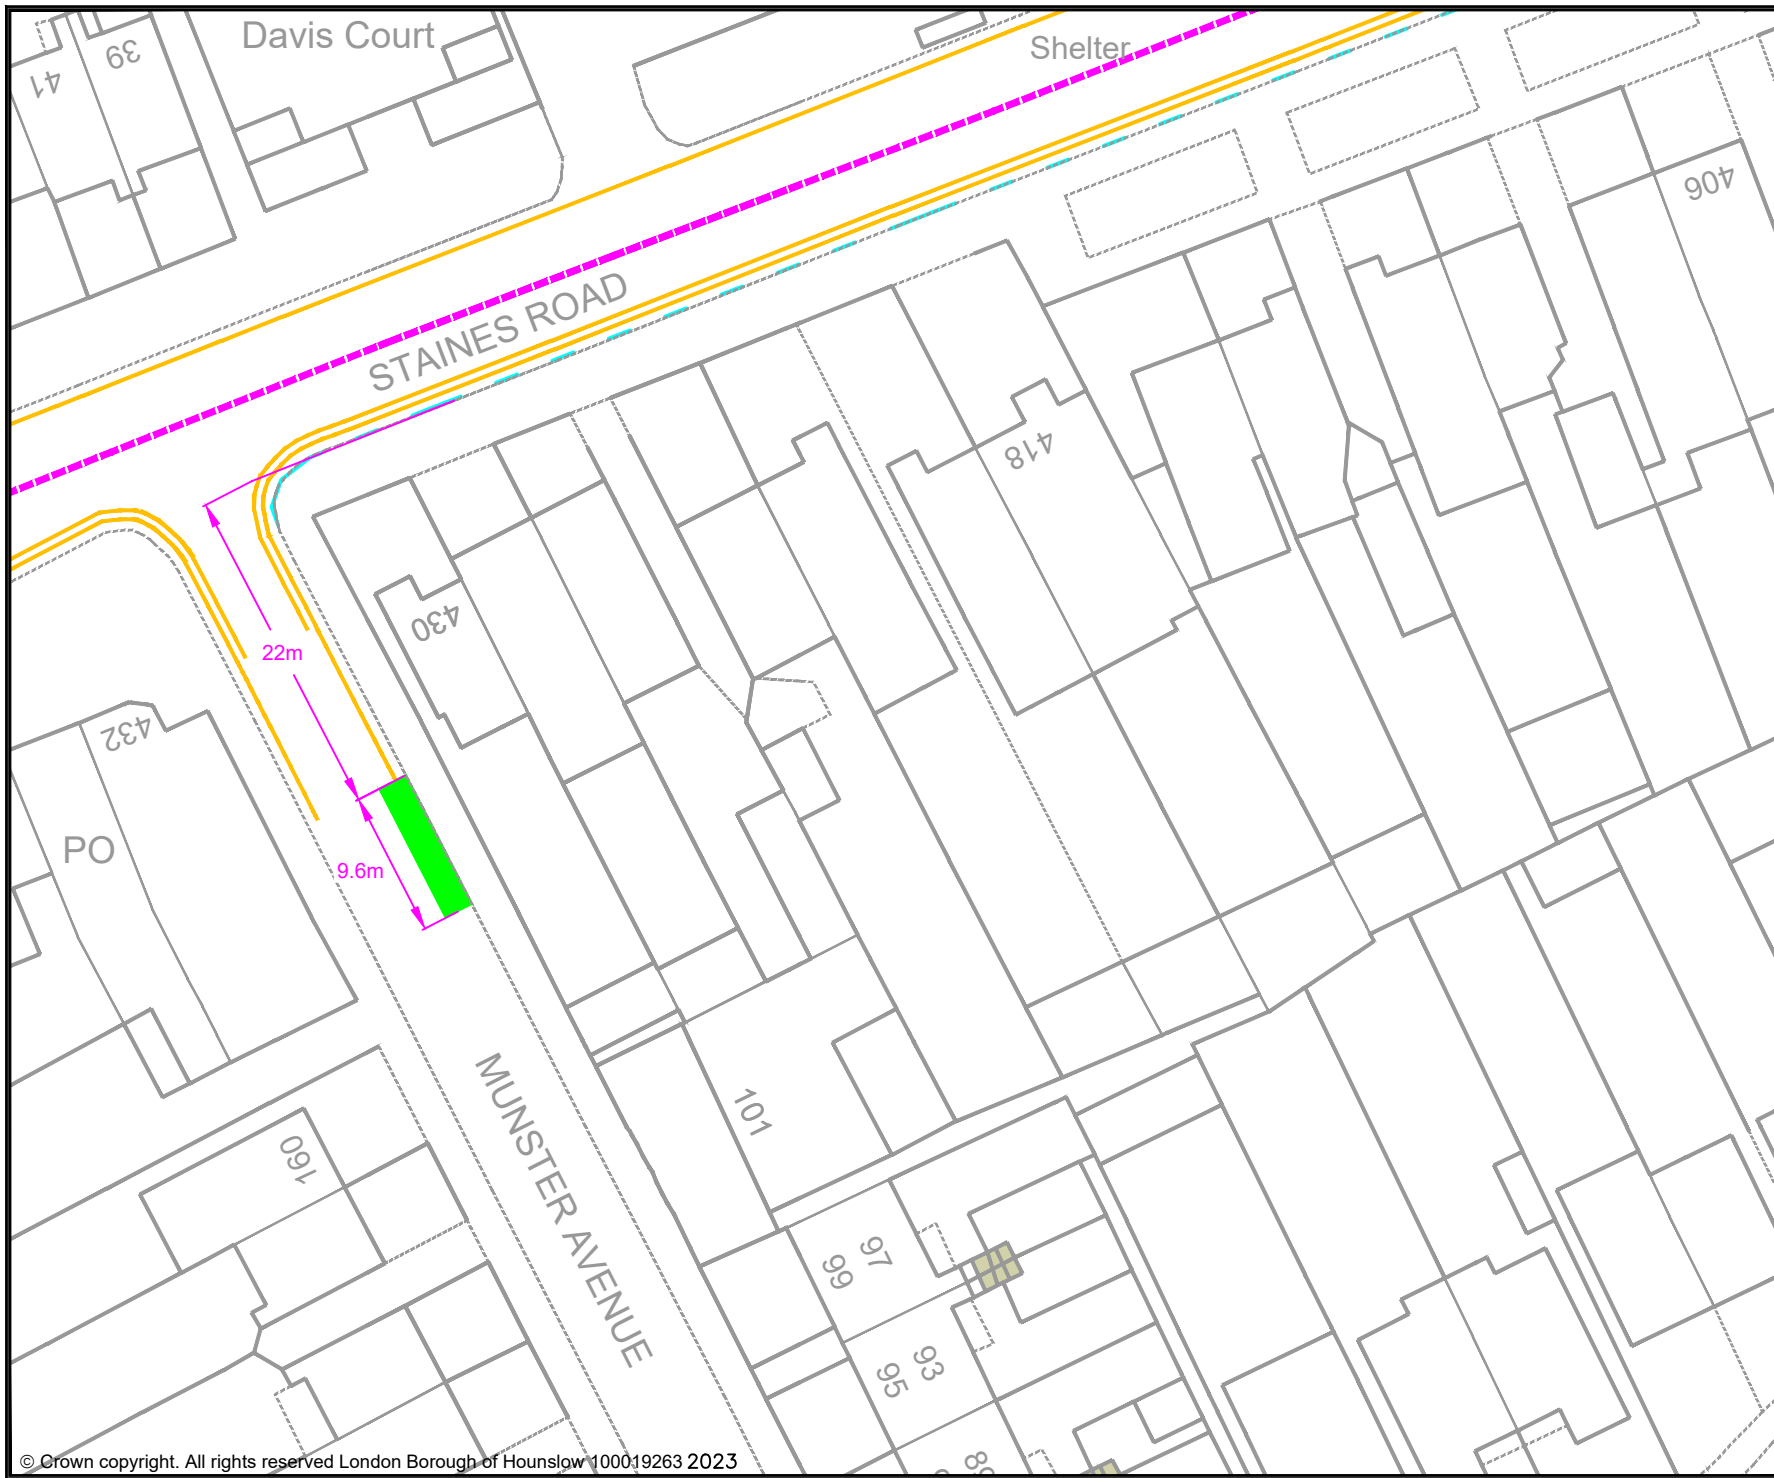 Davis Court
Shelter
39
41
406
STAINES ROAD
418
430
22m
432
PO
9.6m
101
MUNSTER AVENUE
160
97
99
93
95
© Crown copyright. All rights reserved London Borough of Hounslow 100019263 2023